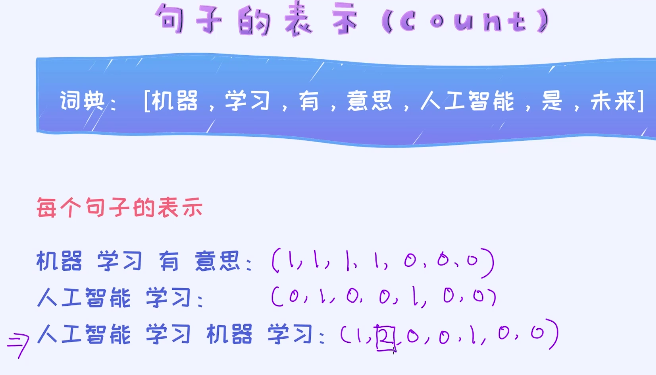 句子的表示(Count)
词典： [机器，学习，有，意思，人工智能，是，未来]
每个句子的表示
机器 学习 有 意思： (1, 1, 1, 1, 0, 0, 0)
人工智能 学习： (0, 1, 0, 0, 1, 0, 0)
⇒ 人工智能 学习 机器 学习： (1, 2, 0, 0, 1, 0, 0)